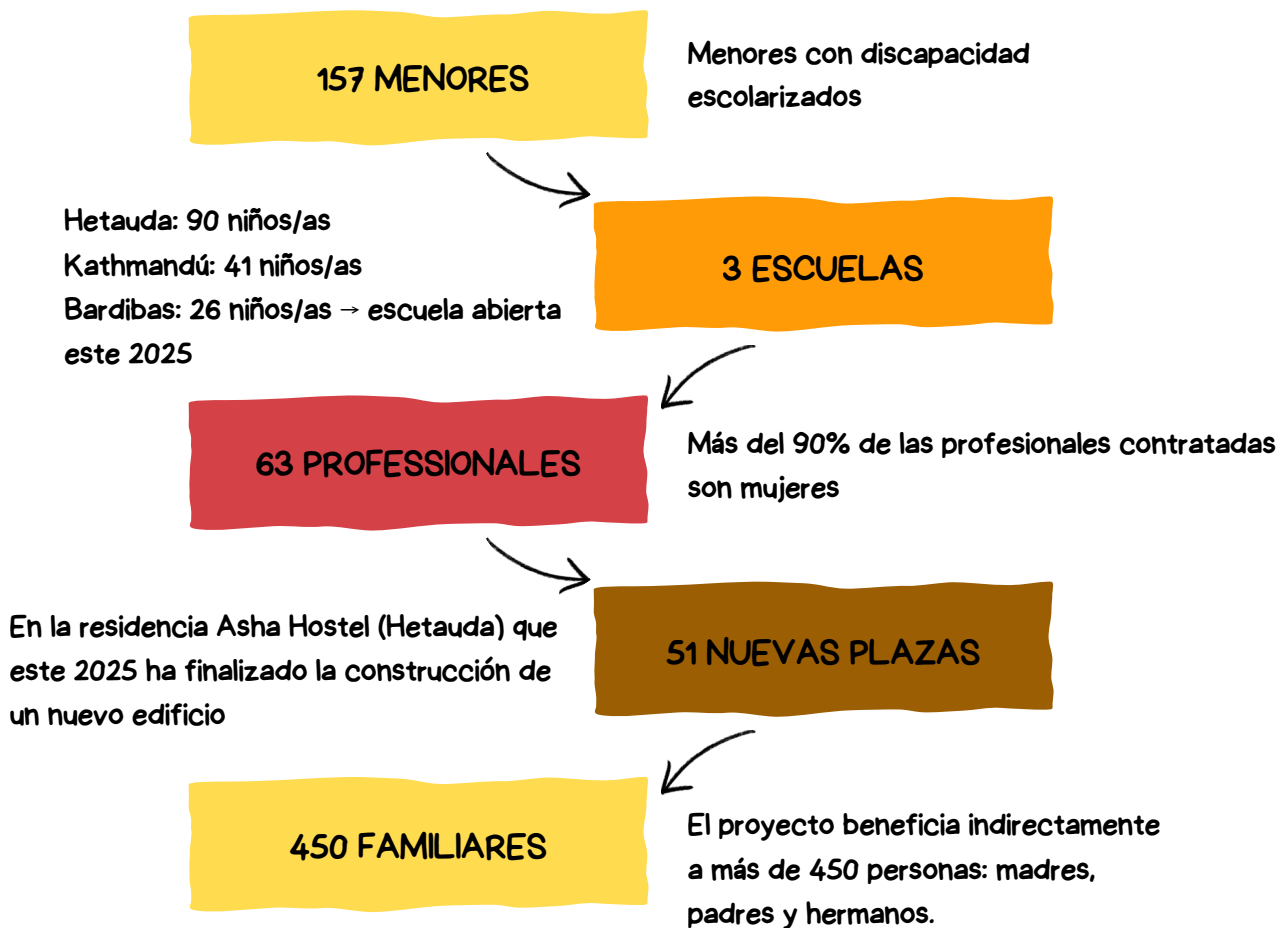 157 MENORES
Menores con discapacidad
escolarizados
Hetauda: 90 niños/as
Kathmandú: 41 niños/as
Bardibas: 26 niños/as → escuela abierta
este 2025
3 ESCUELAS
63 PROFESSIONALES
Más del 90% de las profesionales contratadas
son mujeres
En la residencia Asha Hostel (Hetauda) que
este 2025 ha finalizado la construcción de
un nuevo edificio
51 NUEVAS PLAZAS
450 FAMILIARES
El proyecto beneficia indirectamente
a más de 450 personas: madres,
padres y hermanos.